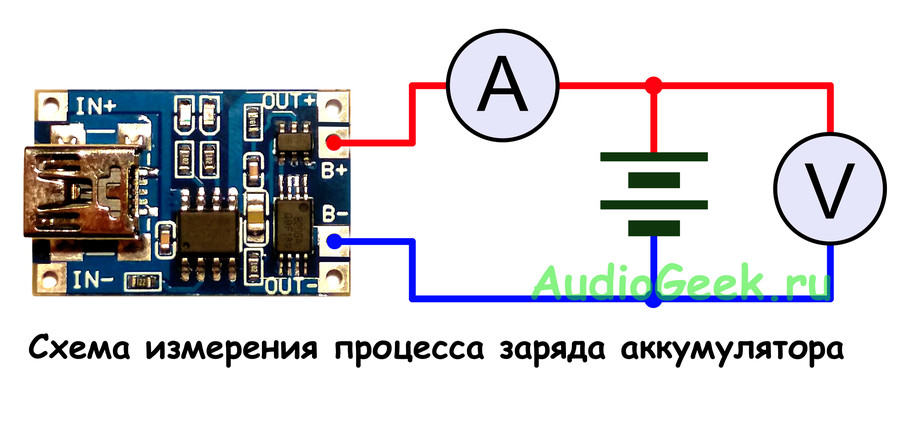 IN+
OUT+
A
B+
B-
V
IN-
OUT-
AudioGeek.ru
Схема измерения процесса заряда аккумулятора